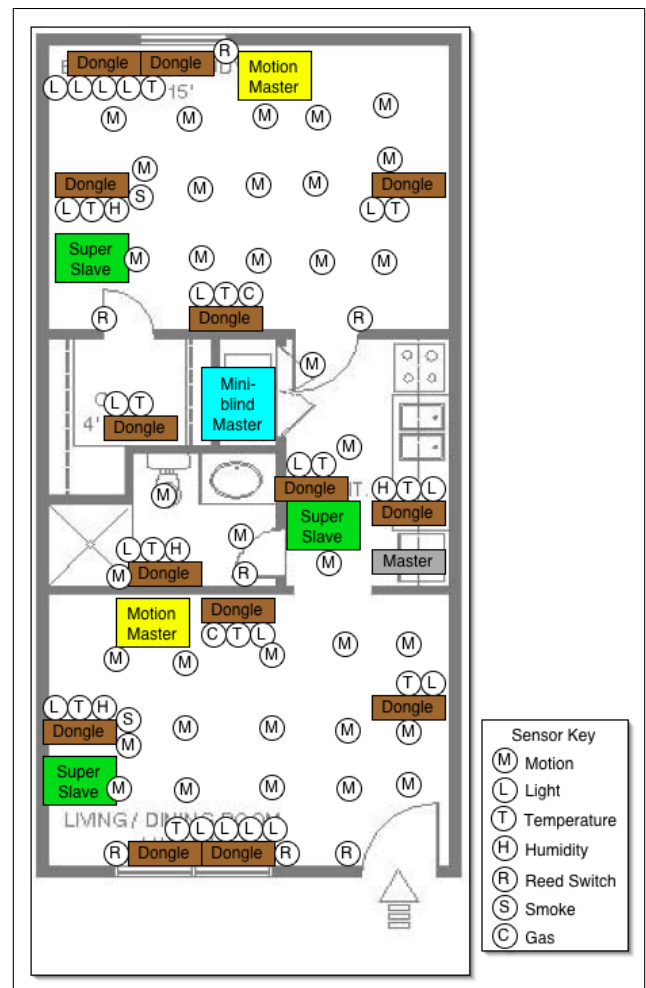 R
Dongle Dongle
Motion
Master
L L L L T
15'
M
M M M M
M M
Dongle S M M M Dongle
L T H L T
Super
Slave
M M M M M
L T C
R Dongle R
M
Mini-
blind
Master
L T
4' Dongle
M
L T
Dongle
H T L
M
Super
Slave
Dongle
M
L T H
M Dongle
R
M
Master
Motion
Master
Dongle
C T L
M M M M M
T L
Dongle
L T H
Dongle
S
M M M M M
Super
Slave
M M M M M
LIVING / DINING ROOM
T L L L L
R Dongle Dongle R R
Sensor Key
M Motion
L Light
T Temperature
H Humidity
R Reed Switch
S Smoke
C Gas